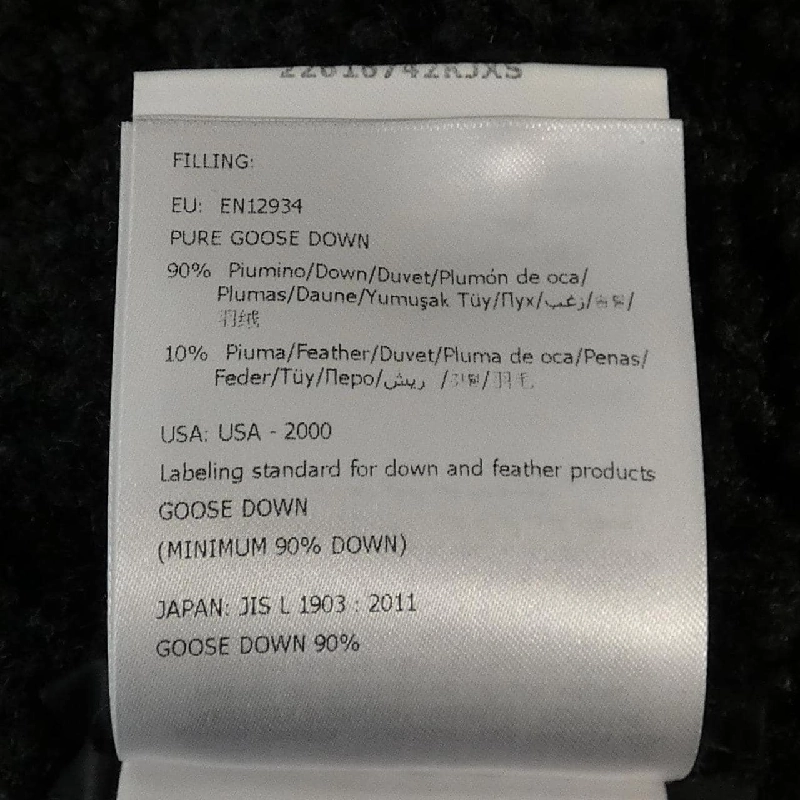 FILLING:
EU: EN12934
PURE GOOSE DOWN
90% Piumino/Down/Duvet/Plumón de oca/
Plumas/Daune/Yumuşak Tüy/Пух/زغب/
羽绒
10% Piuma/Feather/Duvet/Pluma de oca/Penas/
Feder/Tüy/Перо/ريش /羽毛
USA: USA - 2000
Labeling standard for down and feather products
GOOSE DOWN
(MINIMUM 90% DOWN)
JAPAN: JIS L 1903 : 2011
GOOSE DOWN 90%